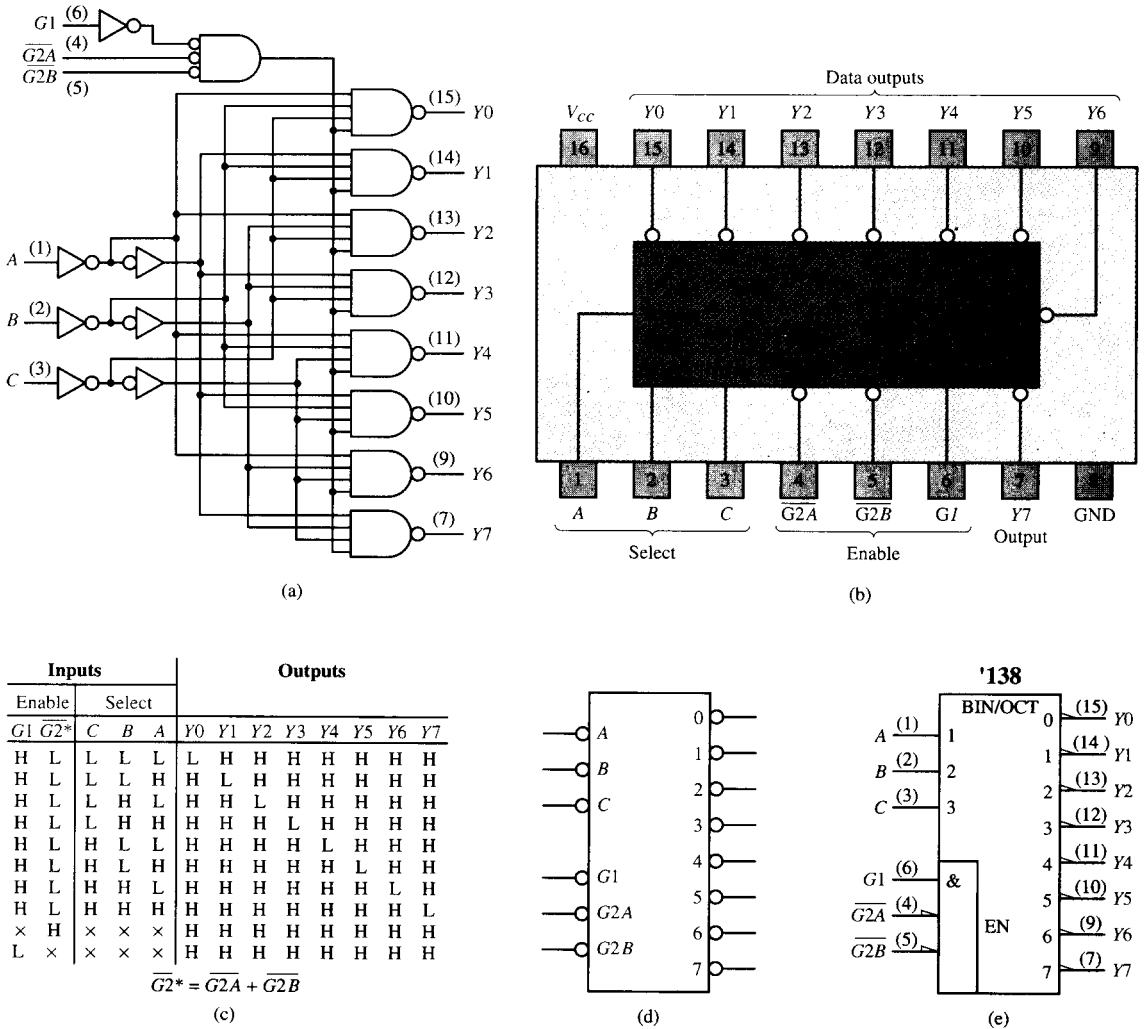 G1 (6)
G2A (4)
G2B
(5)
(15) Y0
(14) Y1
(13) Y2
(12) Y3
(11) Y4
(10) Y5
(9) Y6
(7) Y7
A (1)
B (2)
C (3)
(a)
Data outputs
VCC Y0 Y1 Y2 Y3 Y4 Y5 Y6
16 15 14 13 12 11 10 9
1 2 3 4 5 6 7
A B C G2A G2B G1 Y7 GND
Select Enable Output
(b)
Inputs Outputs
Enable Select
G1 G2* C B A Y0 Y1 Y2 Y3 Y4 Y5 Y6 Y7
H L L L L L H H H H H H H
H L L L H H L H H H H H H
H L L H L H H L H H H H H
H L L H H H H H L H H H H
H L H L L H H H H L H H H
H L H L H H H H H H L H H
H L H H L H H H H H H L H
H L H H H H H H H H H H L
× H × × × H H H H H H H H
L × × × × H H H H H H H H
G2* = G2A + G2B
(c)
A
B
C
G1
G2A
G2B
0
1
2
3
4
5
6
7
(d)
'138
BIN/OCT
A (1) 1
B (2) 2
C (3) 3
G1 (6) &
G2A (4)
EN
G2B (5)
0 (15) Y0
1 (14) Y1
2 (13) Y2
3 (12) Y3
4 (11) Y4
5 (10) Y5
6 (9) Y6
7 (7) Y7
(e)